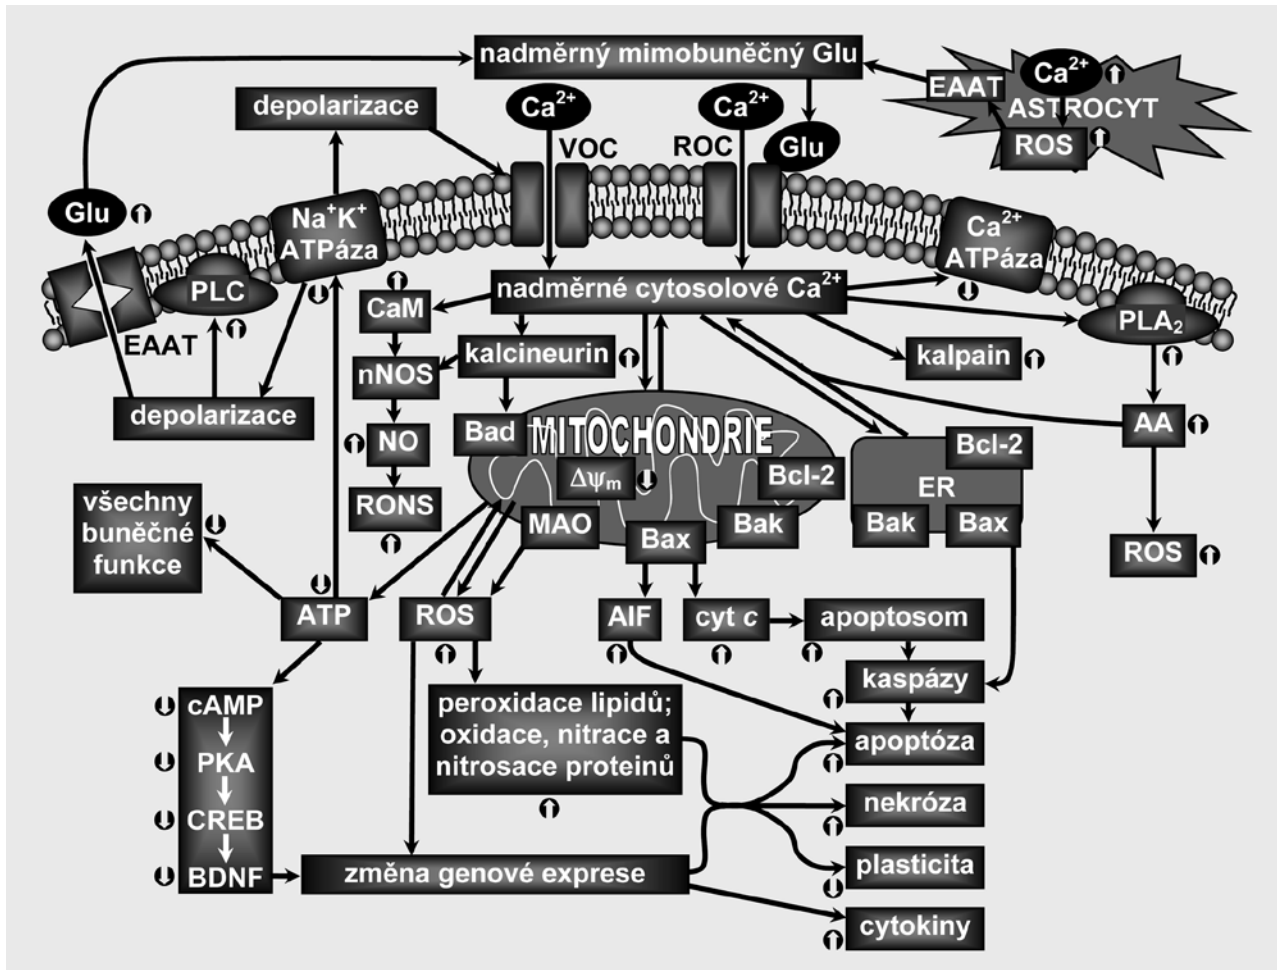 nadměrný mimobuněčný Glu
Ca²⁺
EAAT
ASTROCYT
ROS
depolarizace
Ca²⁺
Ca²⁺
VOC
ROC
Glu
Glu
Na⁺K⁺
ATPáza
Ca²⁺
ATPáza
PLC
EAAT
nadměrné cytosolové Ca²⁺
CaM
PLA₂
kalcineurin
kalpain
nNOS
depolarizace
Bad
MITOCHONDRIE
NO
AA
Bcl-2
Δψₘ
Bcl-2
ER
RONS
MAO
Bax
Bak
Bak
Bax
všechny
buněčné
funkce
ROS
ATP
ROS
AIF
cyt c
apoptosom
kaspázy
cAMP
PKA
CREB
BDNF
peroxidace lipidů;
oxidace, nitrace a
nitrosace proteinů
apoptóza
nekróza
změna genové exprese
plasticita
cytokiny